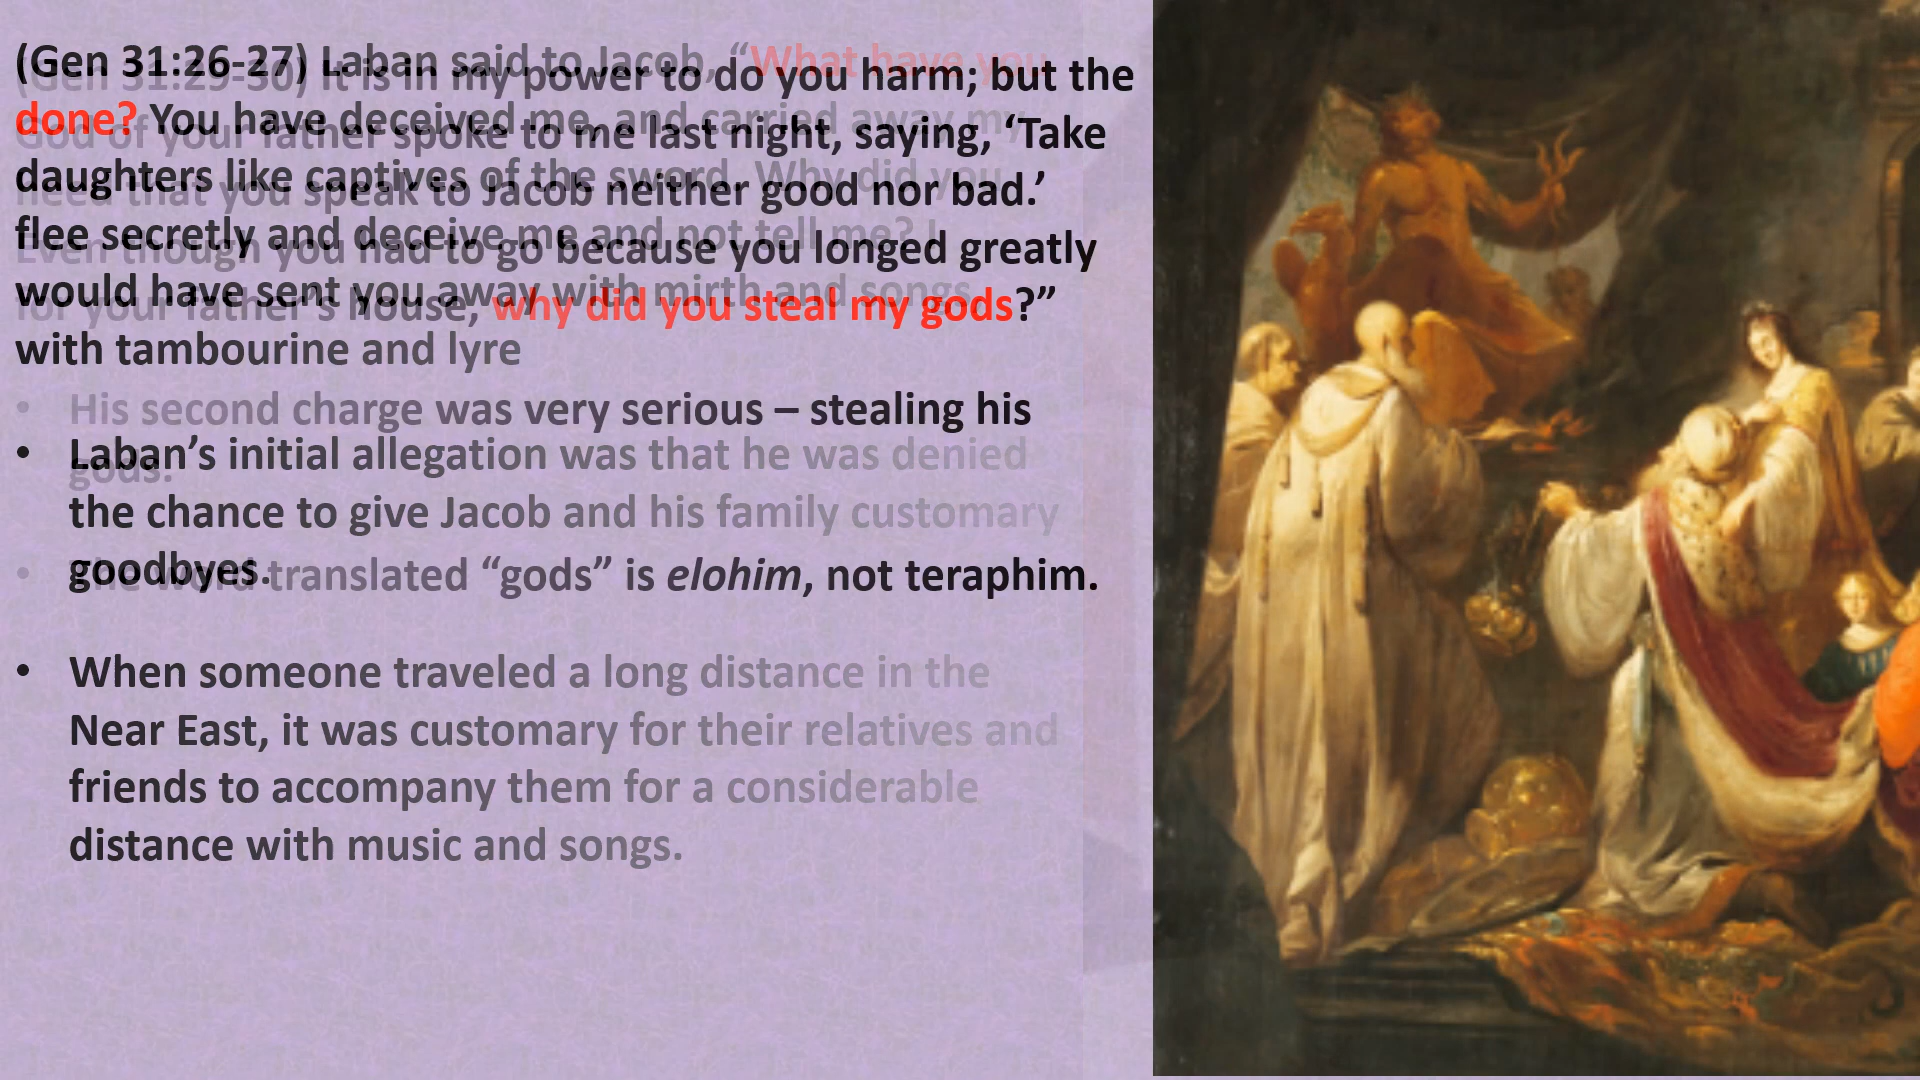 (Gen 31:26-27) Laban said to Jacob, “What have you
done? You have deceived me, and carried away my
daughters like captives of the sword. Why did you
flee secretly and deceive me and not tell me? I
would have sent you away with mirth and songs,
with tambourine and lyre
• Laban’s initial allegation was that he was denied
the chance to give Jacob and his family customary
goodbyes.
• When someone traveled a long distance in the
Near East, it was customary for their relatives and
friends to accompany them for a considerable
distance with music and songs.
(Gen 31:29-30) It is in my power to do you harm; but the
God of your father spoke to me last night, saying, ‘Take
heed that you speak to Jacob neither good nor bad.’
Even though you had to go because you longed greatly
for your father’s house, why did you steal my gods?”
• His second charge was very serious – stealing his
gods.
• The word translated “gods” is elohim, not teraphim.